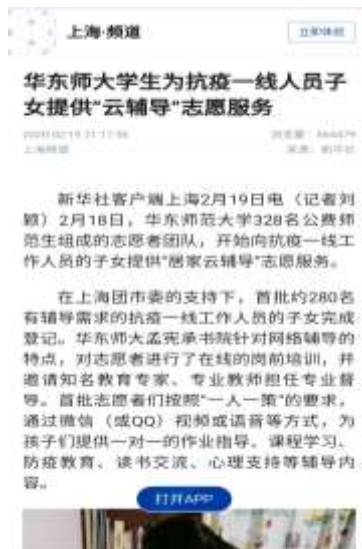 上海·频道
立即体验
华东师大学生为抗疫一线人员子
女提供“云辅导”志愿服务
上海频道
来源：新华社
新华社客户端上海2月19日电（记者刘
颖）2月18日，华东师范大学328名公费师
范生组成的志愿者团队，开始向抗疫一线工
作人员的子女提供“居家云辅导”志愿服务。
在上海团市委的支持下，首批约280名
有辅导需求的抗疫一线工作人员的子女完成
登记。华东师大孟宪承书院针对网络辅导的
特点，对志愿者进行了在线的岗前培训，并
邀请知名教育专家、专业教师担任专业督
导。首批志愿者们按照“一人一策”的要求，
通过微信（或QQ）视频或语音等方式，为
孩子们提供一对一的作业指导、课程学习、
防疫教育、读书交流、心理支持等辅导内
容。
打开APP